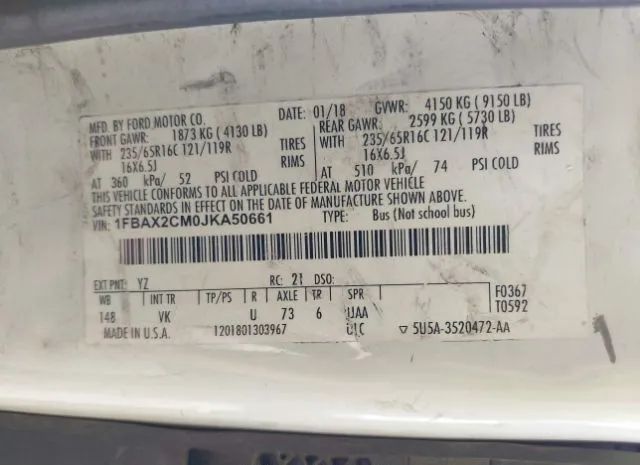 MFD. BY FORD MOTOR CO. DATE: 01/18 GVWR: 4150 KG ( 9150 LB)
FRONT GAWR: 1873 KG ( 4130 LB) REAR GAWR: 2599 KG ( 5730 LB)
WITH 235/65R16C 121/119R TIRES WITH 235/65R16C 121/119R TIRES
16X6.5J RIMS 16X6.5J RIMS
AT 360 kPa/ 52 PSI COLD AT 510 kPa/ 74 PSI COLD
THIS VEHICLE CONFORMS TO ALL APPLICABLE FEDERAL MOTOR VEHICLE
SAFETY STANDARDS IN EFFECT ON THE DATE OF MANUFACTURE SHOWN ABOVE.
VIN: 1FBAX2CM0JKA50661 TYPE: Bus (Not school bus)
EXT PNT: YZ RC: 21 DSO: F0367
WB INT TR TP/PS R AXLE TR SPR T0592
148 VK U 73 6 IJAA
MADE IN U.S.A. 1201801303967 UIC ▽ 5U5A-3520472-AA